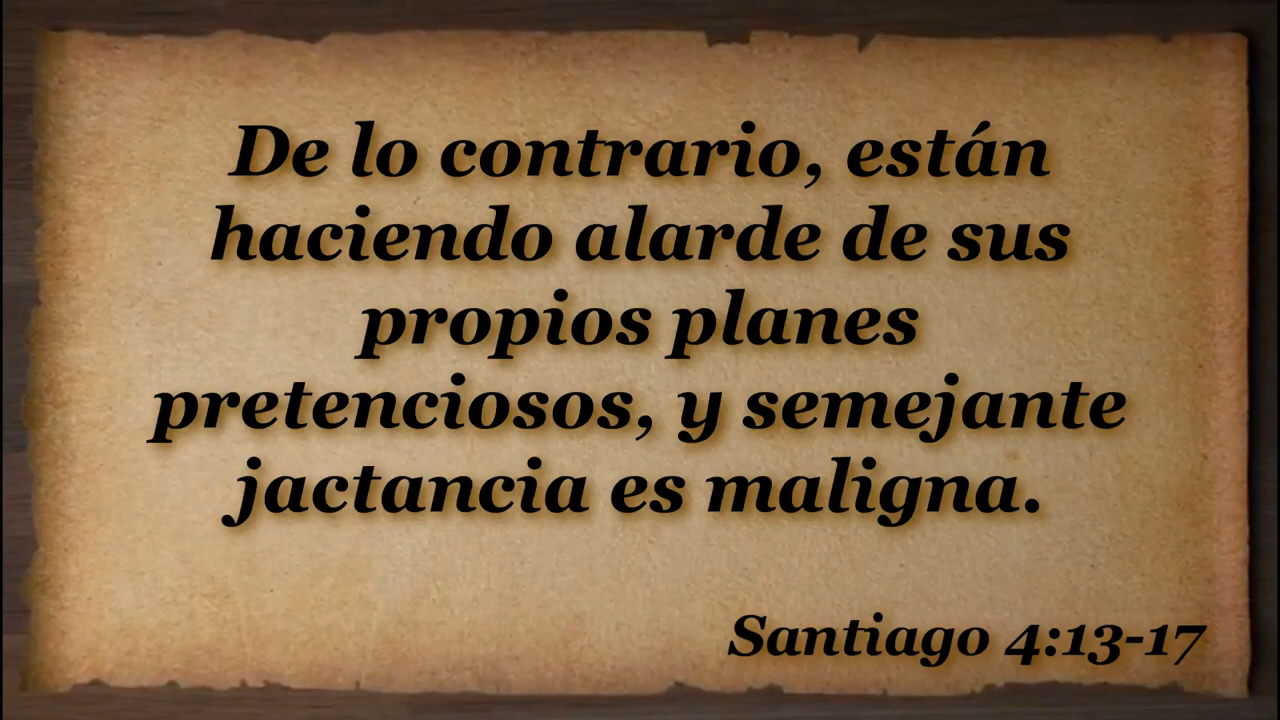 De lo contrario, están
haciendo alarde de sus
propios planes
pretenciosos, y semejante
jactancia es maligna.
Santiago 4:13-17